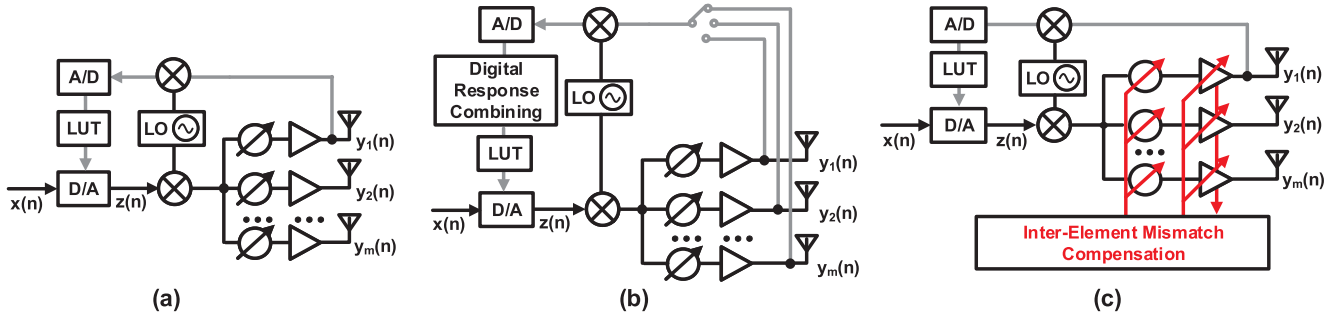 A/D
LUT
LO
D/A
x(n)
z(n)
y1(n)
y2(n)
ym(n)
(a)
A/D
Digital
Response
Combining
LUT
LO
D/A
x(n)
z(n)
y1(n)
y2(n)
ym(n)
(b)
A/D
LUT
LO
D/A
x(n)
z(n)
y1(n)
y2(n)
ym(n)
Inter-Element Mismatch
Compensation
(c)